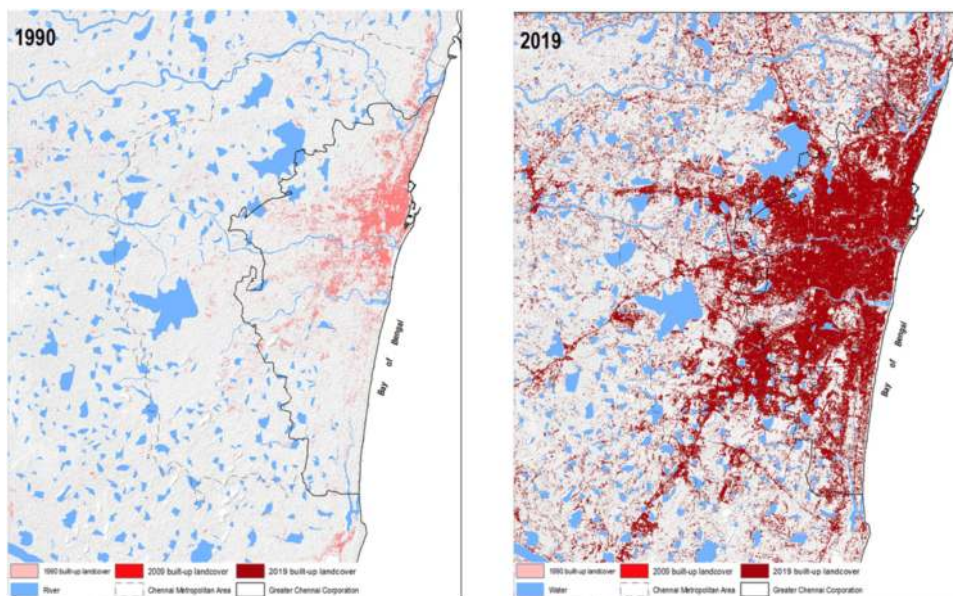 1990
Bay of Bengal
1990 built-up landcover 2009 built-up landcover 2019 built-up landcover
River Chennai Metropolitan Area Greater Chennai Corporation
2019
Bay of Bengal
1990 built-up landcover 2009 built-up landcover 2019 built-up landcover
Water Chennai Metropolitan Area Greater Chennai Corporation